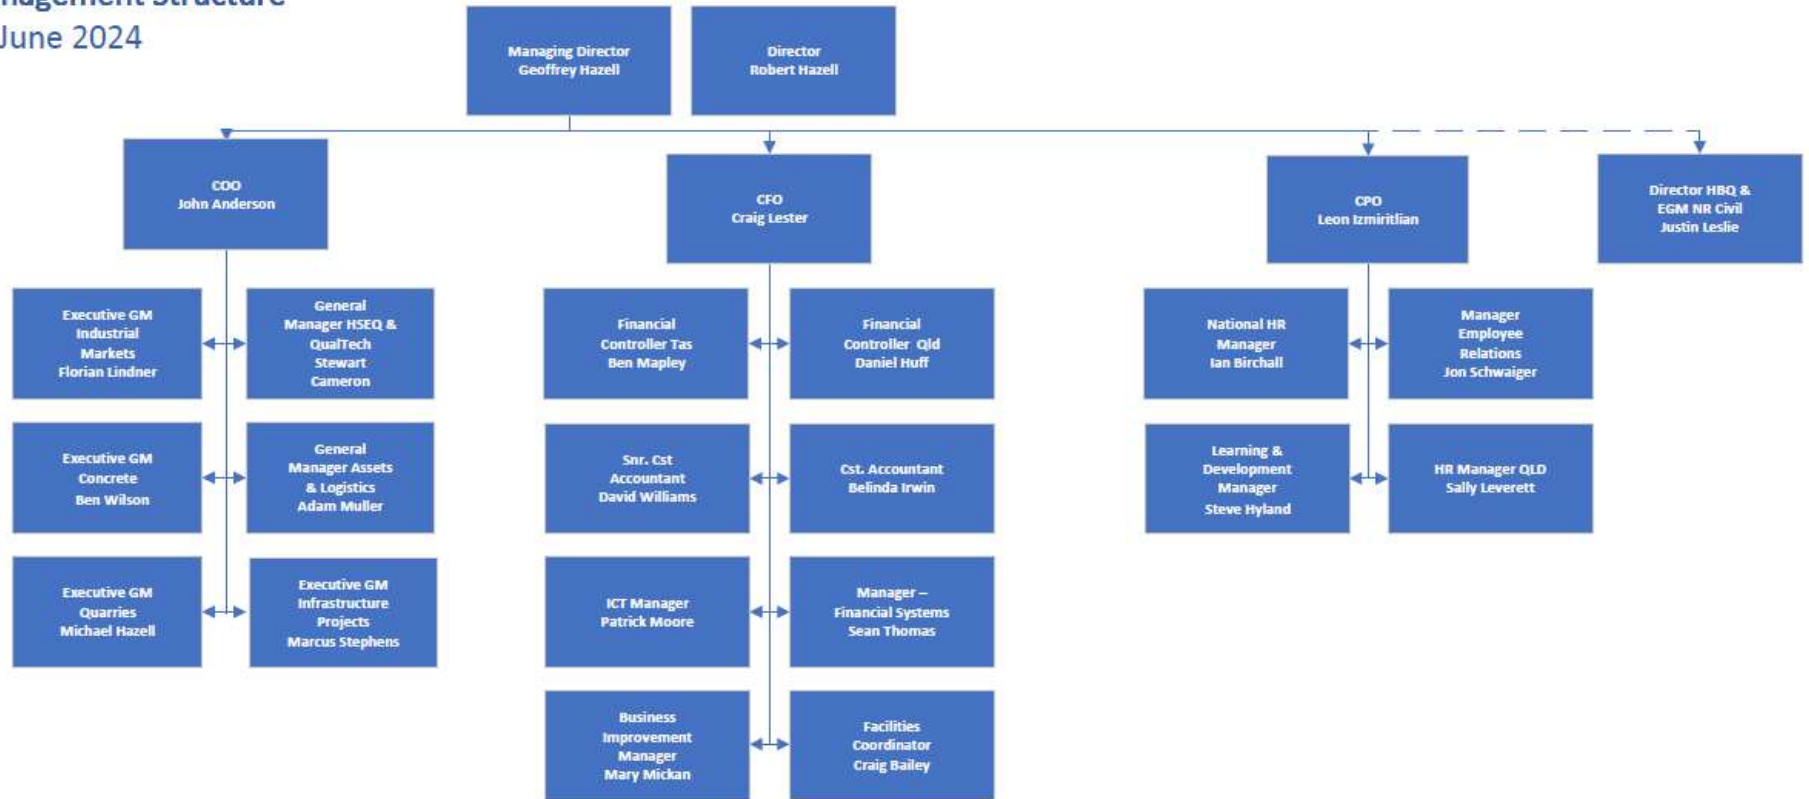 nagement Structure
June 2024
Managing Director
Geoffrey Hazell
Director
Robert Hazell
COO
John Anderson
CFO
Craig Lester
CPO
Leon Izmiritlian
Director HBQ &
EGM NR Civil
Justin Leslie
Executive GM
Industrial
Markets
Florian Lindner
General
Manager HSEQ &
QualTech
Stewart
Cameron
Executive GM
Concrete
Ben Wilson
General
Manager Assets
& Logistics
Adam Muller
Executive GM
Quarries
Michael Hazell
Executive GM
Infrastructure
Projects
Marcus Stephens
Financial
Controller Tas
Ben Mapley
Financial
Controller Qld
Daniel Huff
Snr. Cst
Accountant
David Williams
Cst. Accountant
Belinda Irwin
ICT Manager
Patrick Moore
Manager –
Financial Systems
Sean Thomas
Business
Improvement
Manager
Mary Mickan
Facilities
Coordinator
Craig Bailey
National HR
Manager
Ian Birchall
Manager
Employee
Relations
Jon Schwaiger
Learning &
Development
Manager
Steve Hyland
HR Manager QLD
Sally Leverett